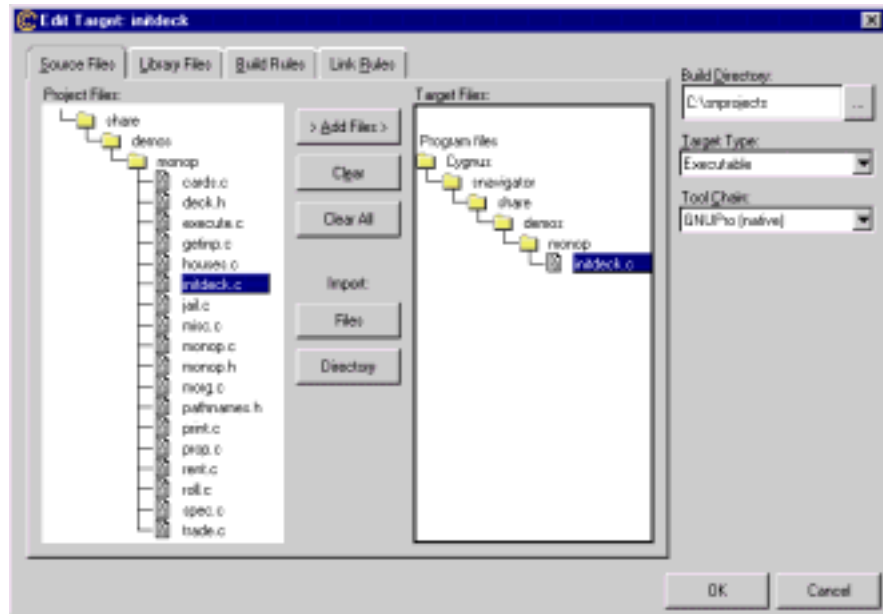 Edit Target: initdeck
Source Files
Library Files
Build Rules
Link Rules
Project Files:
share
demos
monop
cards.c
deck.h
execute.c
getinp.c
houses.c
initdeck.c
jail.c
misc.c
monop.c
monop.h
morg.c
pathnames.h
print.c
prop.c
rent.c
roll.c
spec.c
trade.c
> Add Files >
Clear
Clear All
Import:
Files
Directory
Target Files:
Program files
Cygnus
snavigator
share
demos
monop
initdeck.c
Build Directory:
C:\snprojects
...
Target Type:
Executable
Tool Chain:
GNUPro (native)
OK
Cancel